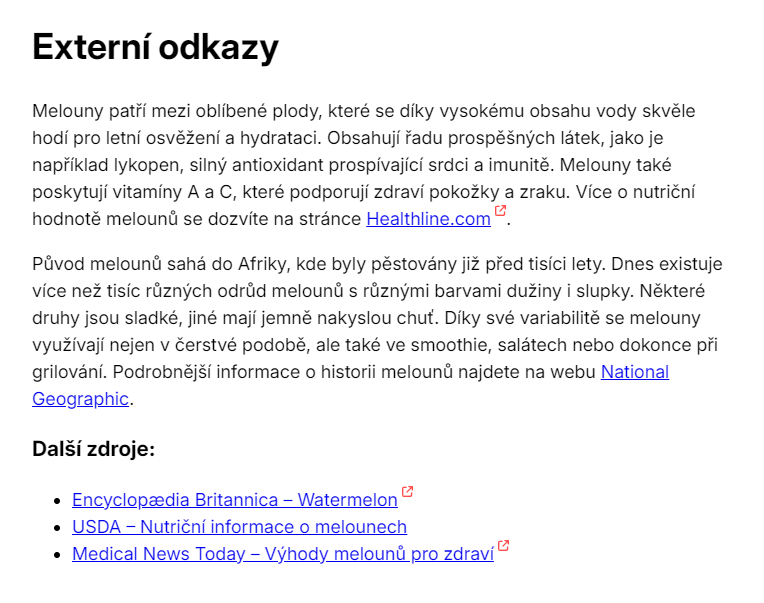 Externí odkazy
Melouny patří mezi oblíbené plody, které se díky vysokému obsahu vody skvěle
hodí pro letní osvěžení a hydrataci. Obsahují řadu prospěšných látek, jako je
například lykopen, silný antioxidant prospívající srdci a imunitě. Melouny také
poskytují vitamíny A a C, které podporují zdraví pokožky a zraku. Více o nutriční
hodnotě melounů se dozvíte na stránce Healthline.com.
Původ melounů sahá do Afriky, kde byly pěstovány již před tisíci lety. Dnes existuje
více než tisíc různých odrůd melounů s různými barvami dužiny i slupky. Některé
druhy jsou sladké, jiné mají jemně nakyslou chuť. Díky své variabilitě se melouny
využívají nejen v čerstvé podobě, ale také ve smoothie, salátech nebo dokonce při
grilování. Podrobnější informace o historii melounů najdete na webu National
Geographic.
Další zdroje:
• Encyclopædia Britannica – Watermelon
• USDA – Nutriční informace o melounech
• Medical News Today – Výhody melounů pro zdraví